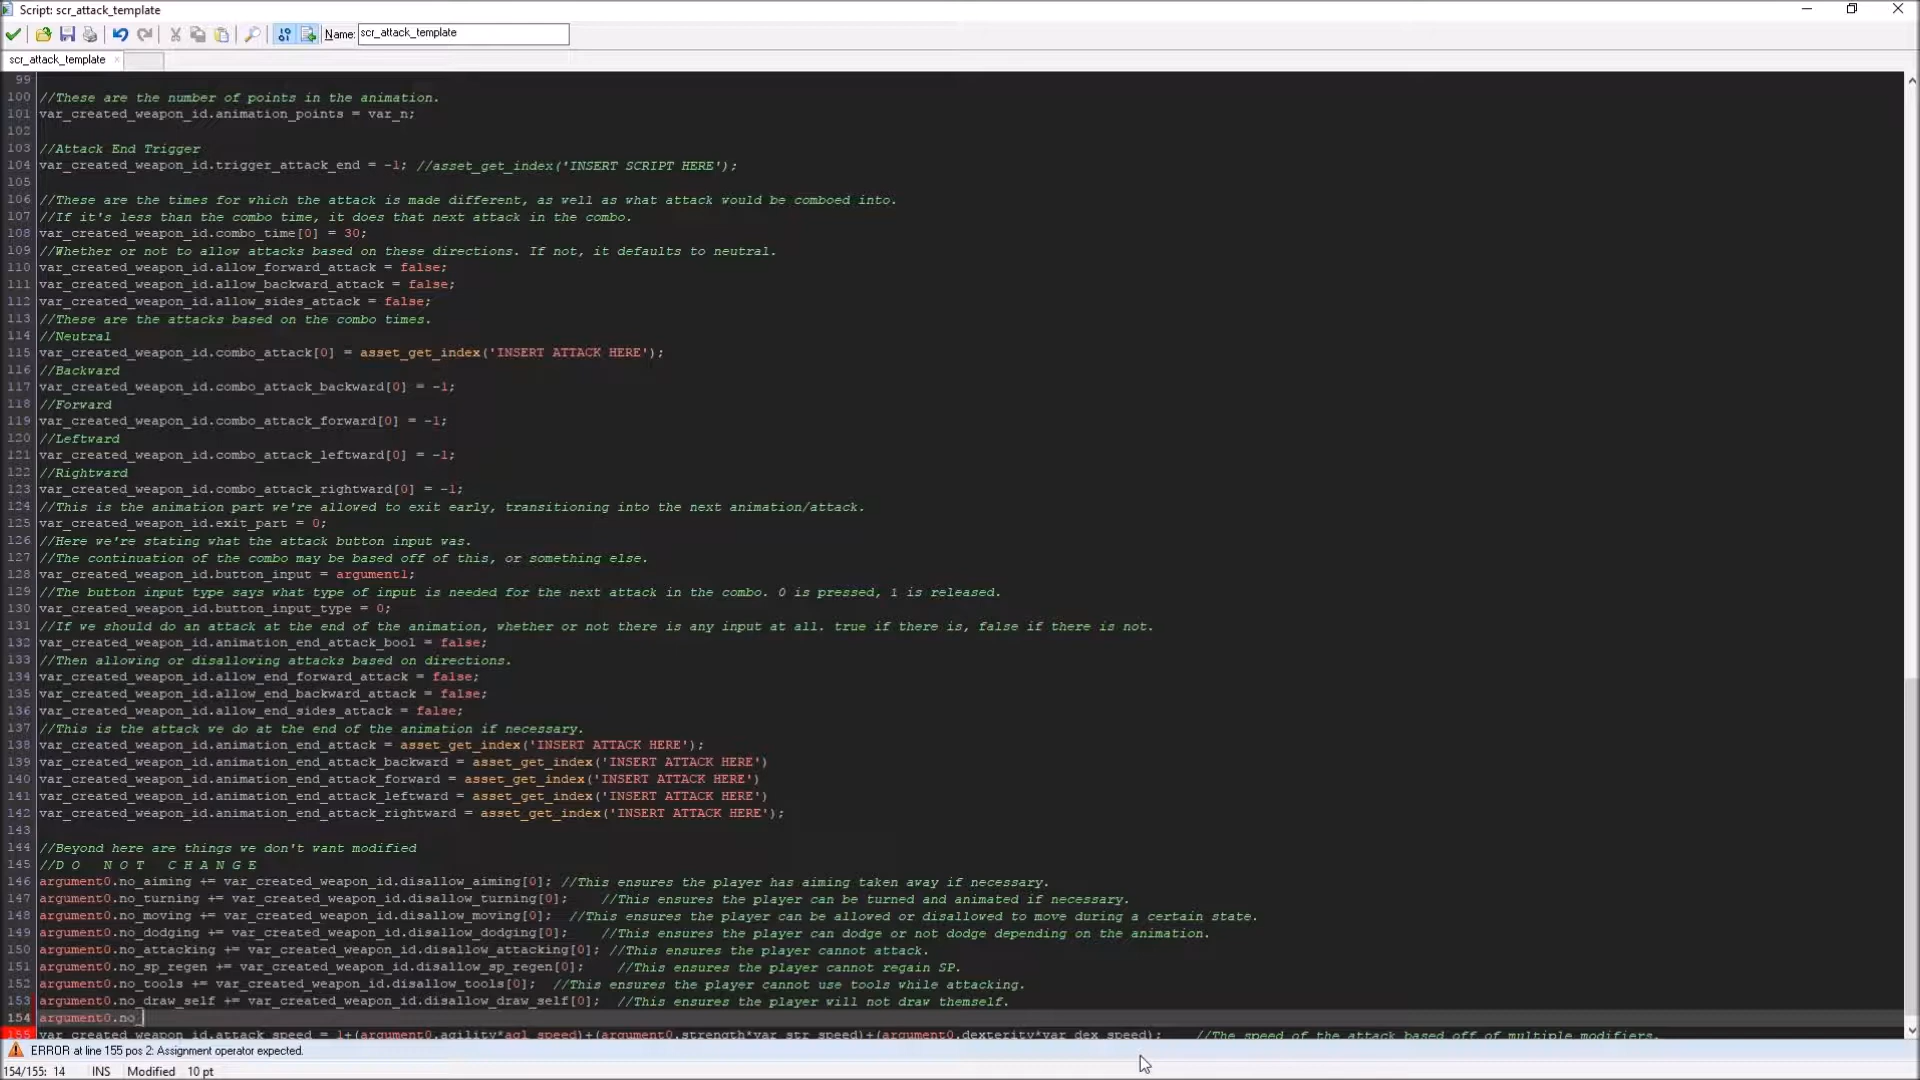 Script: scr_attack_template
Name: scr_attack_template
scr_attack_template
99
100 //These are the number of points in the animation.
101 var_created_weapon_id.animation_points = var_n;
102
103 //Attack End Trigger
104 var_created_weapon_id.trigger_attack_end = -1; //asset_get_index('INSERT SCRIPT HERE');
105
106 //These are the times for which the attack is made different, as well as what attack would be comboed into.
107 //If it's less than the combo time, it does that next attack in the combo.
108 var_created_weapon_id.combo_time[0] = 30;
109 //Whether or not to allow attacks based on these directions. If not, it defaults to neutral.
110 var_created_weapon_id.allow_forward_attack = false;
111 var_created_weapon_id.allow_backward_attack = false;
112 var_created_weapon_id.allow_sides_attack = false;
113 //These are the attacks based on the combo times.
114 //Neutral
115 var_created_weapon_id.combo_attack[0] = asset_get_index('INSERT ATTACK HERE');
116 //Backward
117 var_created_weapon_id.combo_attack_backward[0] = -1;
118 //Forward
119 var_created_weapon_id.combo_attack_forward[0] = -1;
120 //Leftward
121 var_created_weapon_id.combo_attack_leftward[0] = -1;
122 //Rightward
123 var_created_weapon_id.combo_attack_rightward[0] = -1;
124 //This is the animation part we're allowed to exit early, transitioning into the next animation/attack.
125 var_created_weapon_id.exit_part = 0;
126 //Here we're stating what the attack button input was.
127 //The continuation of the combo may be based off of this, or something else.
128 var_created_weapon_id.button_input = argument1;
129 //The button input type says what type of input is needed for the next attack in the combo. 0 is pressed, 1 is released.
130 var_created_weapon_id.button_input_type = 0;
131 //If we should do an attack at the end of the animation, whether or not there is any input at all. true if there is, false if there is not.
132 var_created_weapon_id.animation_end_attack_bool = false;
133 //Then allowing or disallowing attacks based on directions.
134 var_created_weapon_id.allow_end_forward_attack = false;
135 var_created_weapon_id.allow_end_backward_attack = false;
136 var_created_weapon_id.allow_end_sides_attack = false;
137 //This is the attack we do at the end of the animation if necessary.
138 var_created_weapon_id.animation_end_attack = asset_get_index('INSERT ATTACK HERE');
139 var_created_weapon_id.animation_end_attack_backward = asset_get_index('INSERT ATTACK HERE')
140 var_created_weapon_id.animation_end_attack_forward = asset_get_index('INSERT ATTACK HERE')
141 var_created_weapon_id.animation_end_attack_leftward = asset_get_index('INSERT ATTACK HERE')
142 var_created_weapon_id.animation_end_attack_rightward = asset_get_index('INSERT ATTACK HERE');
143
144 //Beyond here are things we don't want modified
145 //D O   N O T   C H A N G E
146 argument0.no_aiming += var_created_weapon_id.disallow_aiming[0]; //This ensures the player has aiming taken away if necessary.
147 argument0.no_turning += var_created_weapon_id.disallow_turning[0];    //This ensures the player can be turned and animated if necessary.
148 argument0.no_moving += var_created_weapon_id.disallow_moving[0];  //This ensures the player can be allowed or disallowed to move during a certain state.
149 argument0.no_dodging += var_created_weapon_id.disallow_dodging[0];    //This ensures the player can dodge or not dodge depending on the animation.
150 argument0.no_attacking += var_created_weapon_id.disallow_attacking[0]; //This ensures the player cannot attack.
151 argument0.no_sp_regen += var_created_weapon_id.disallow_sp_regen[0];    //This ensures the player cannot regain SP.
152 argument0.no_tools += var_created_weapon_id.disallow_tools[0];  //This ensures the player cannot use tools while attacking.
153 argument0.no_draw_self += var_created_weapon_id.disallow_draw_self[0];  //This ensures the player will not draw themself.
154 argument0.no_
155 var_created_weapon_id.attack_speed = 1+(argument0.agility*agl_speed)+(argument0.strength*var_str_speed)+(argument0.dexterity*var_dex_speed);    //The speed of the attack based off of multiple modifiers.
ERROR at line 155 pos 2: Assignment operator expected.
154/155: 14 INS Modified 10 pt